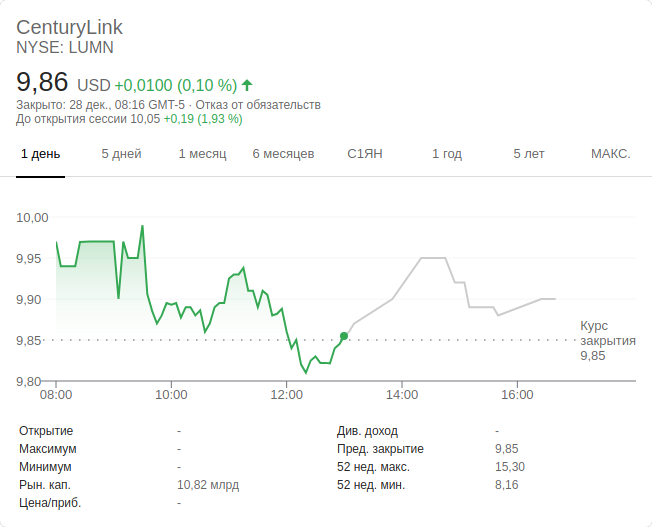 CenturyLink
NYSE: LUMN
9,86 USD +0,0100 (0,10 %)
Закрыто: 28 дек., 08:16 GMT-5 · Отказ от обязательств
До открытия сессии 10,05 +0,19 (1,93 %)
1 день 5 дней 1 месяц 6 месяцев С1ЯН 1 год 5 лет МАКС.
10,00
9,95
9,90
9,85
9,80
Курс
закрытия
9,85
08:00 10:00 12:00 14:00 16:00
Открытие - Див. доход -
Максимум - Пред. закрытие 9,85
Минимум - 52 нед. макс. 15,30
Рын. кап. 10,82 млрд 52 нед. мин. 8,16
Цена/приб. -